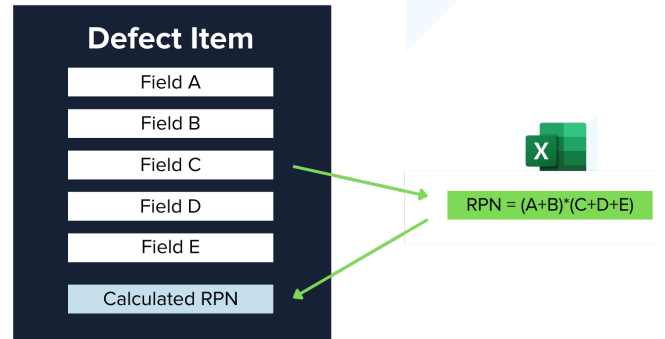 Defect Item
Field A
Field B
Field C
Field D
Field E
Calculated RPN
X
RPN = (A+B)*(C+D+E)